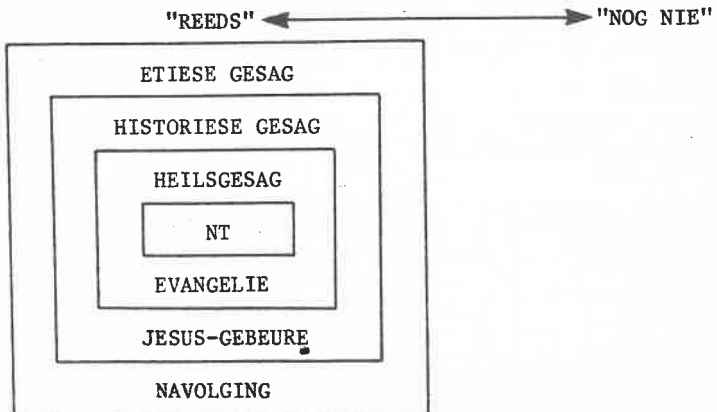 "REEDS" "NOG NIE"
ETIESE GESAG
HISTORIESE GESAG
HEILSGESAG
NT
EVANGELIE
JESUS-GEBEURE
NAVOLGING